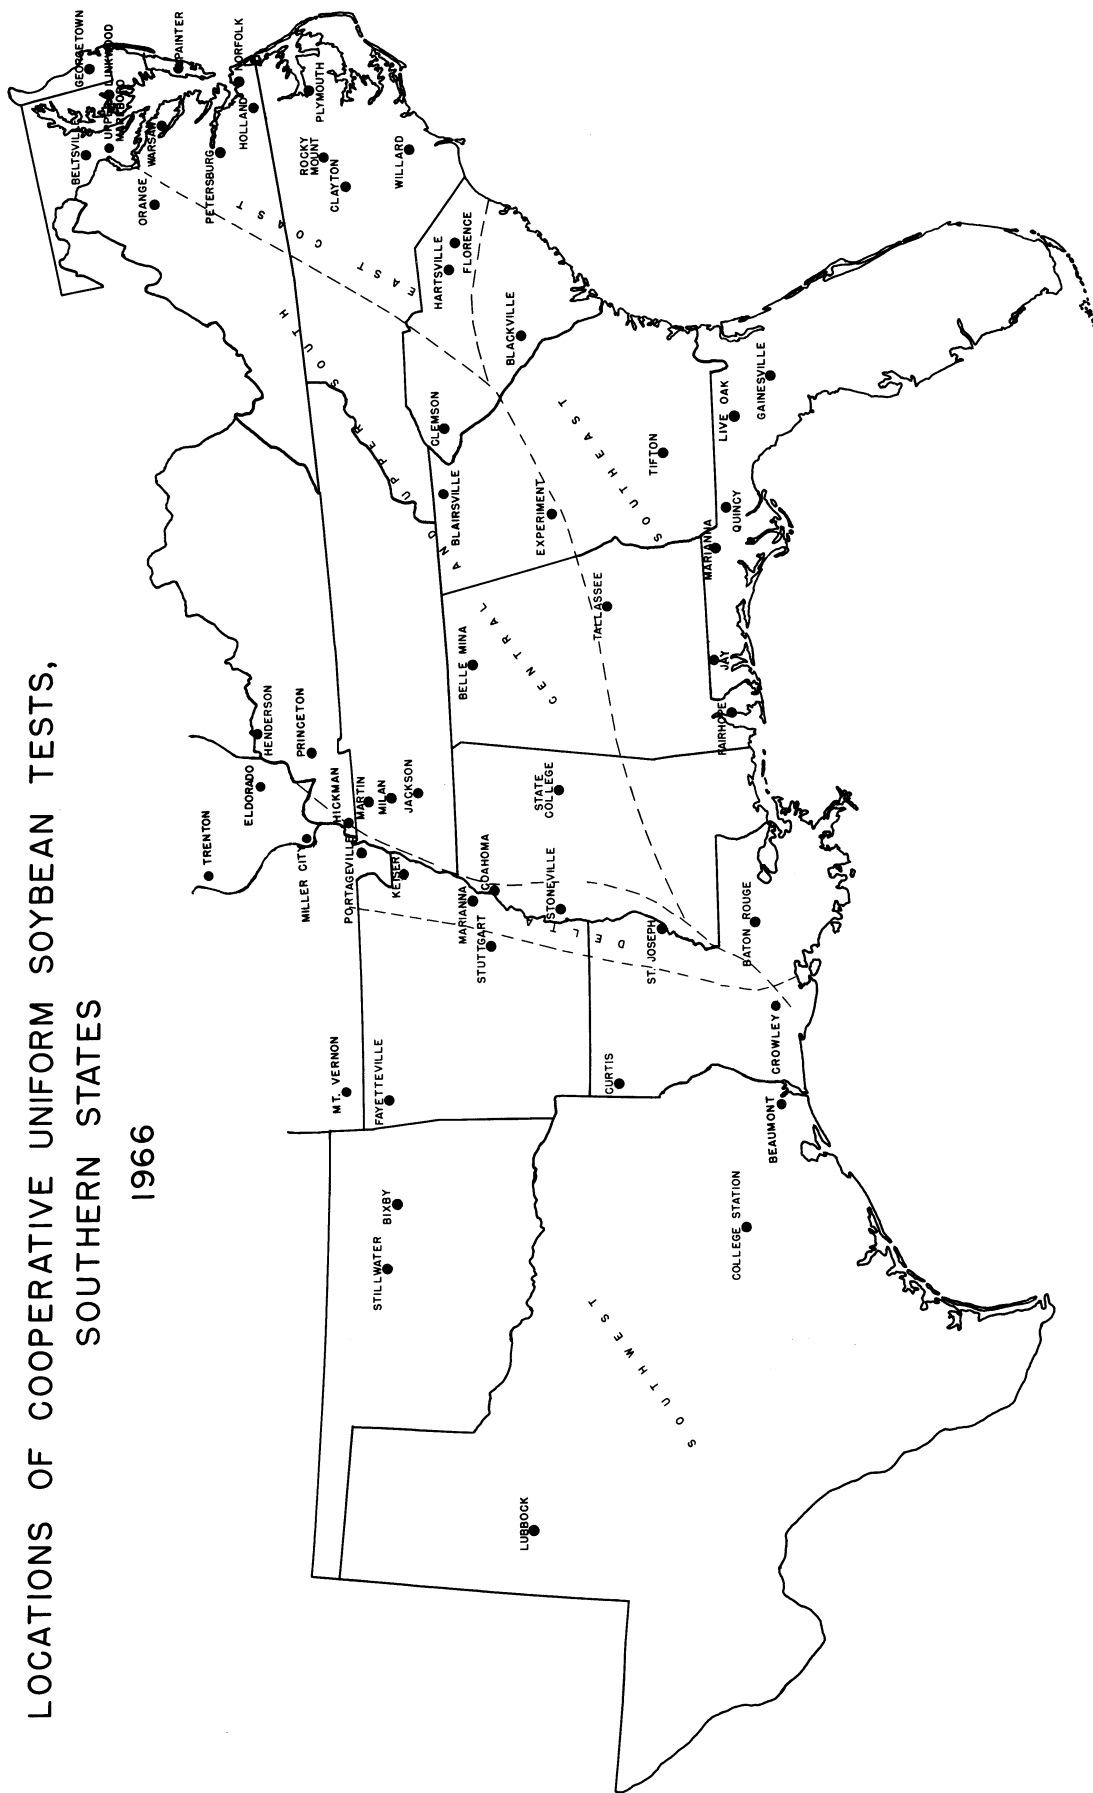 LOCATIONS OF COOPERATIVE UNIFORM SOYBEAN TESTS,
SOUTHERN STATES
1966
GEORGETOWN
LINKWOOD
PAINTER
BELTSVILLE
UPPER
MARLBORO
WARSAW
ORANGE
PETERSBURG
NORFOLK
HOLLAND
PLYMOUTH
ROCKY
MOUNT
CLAYTON
WILLARD
EAST COAST
HARTSVILLE
FLORENCE
BLACKVILLE
CLEMSON
UPPER
AND
SOUTH
CENTRAL
BLAIRSVILLE
EXPERIMENT
TIFTON
SOUTHEAST
LIVE OAK
GAINESVILLE
QUINCY
MARIANNA
TALLASSEE
BELLE MINA
JAY
FAIRHOPE
HENDERSON
PRINCETON
ELDORADO
TRENTON
MILLER CITY
HICKMAN
MARTIN
MILAN
JACKSON
PORTAGEVILLE
KEISER
STATE
COLLEGE
COAHOMA
STONEVILLE
MARIANNA
STUTTGART
DELTA
ST. JOSEPH
BATON ROUGE
CROWLEY
CURTIS
MT. VERNON
FAYETTEVILLE
BEAUMONT
BIXBY
STILLWATER
COLLEGE STATION
SOUTHWEST
LUBBOCK